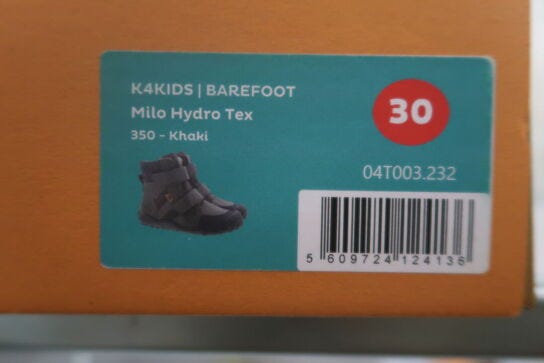 K4KIDS | BAREFOOT
Milo Hydro Tex
350 - Khaki
30
04T003.232
5 609724 124136